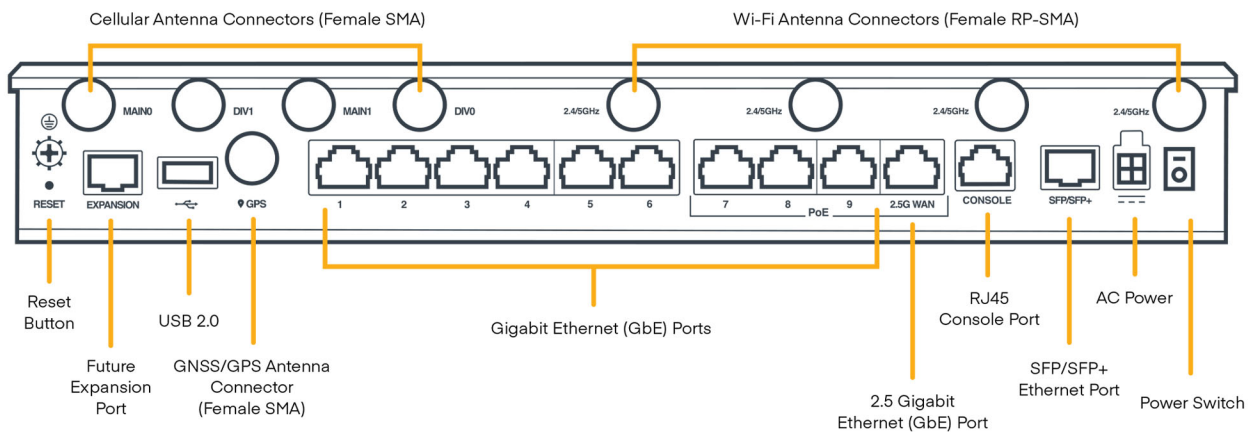 Cellular Antenna Connectors (Female SMA)
Wi-Fi Antenna Connectors (Female RP-SMA)
MAIN0
DIV1
MAIN1
DIV0
2.4/5GHz
2.4/5GHz
2.4/5GHz
2.4/5GHz
RESET
EXPANSION
GPS
1
2
3
4
5
6
7
8
9
2.5G WAN
PoE
CONSOLE
SFP/SFP+
Reset
Button
Future
Expansion
Port
USB 2.0
GNSS/GPS Antenna
Connector
(Female SMA)
Gigabit Ethernet (GbE) Ports
2.5 Gigabit
Ethernet (GbE) Port
RJ45
Console Port
SFP/SFP+
Ethernet Port
AC Power
Power Switch